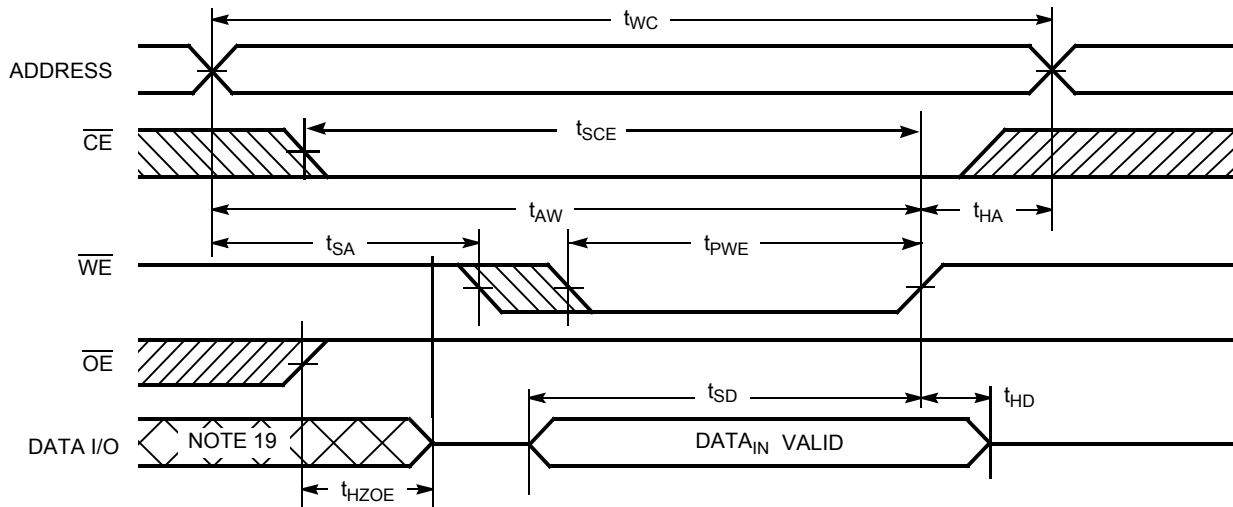 tWC
ADDRESS
CE
tSCE
tAW
tHA
tSA
tPWE
WE
OE
tSD
tHD
DATA I/O
NOTE 19
DATAIN VALID
tHZOE